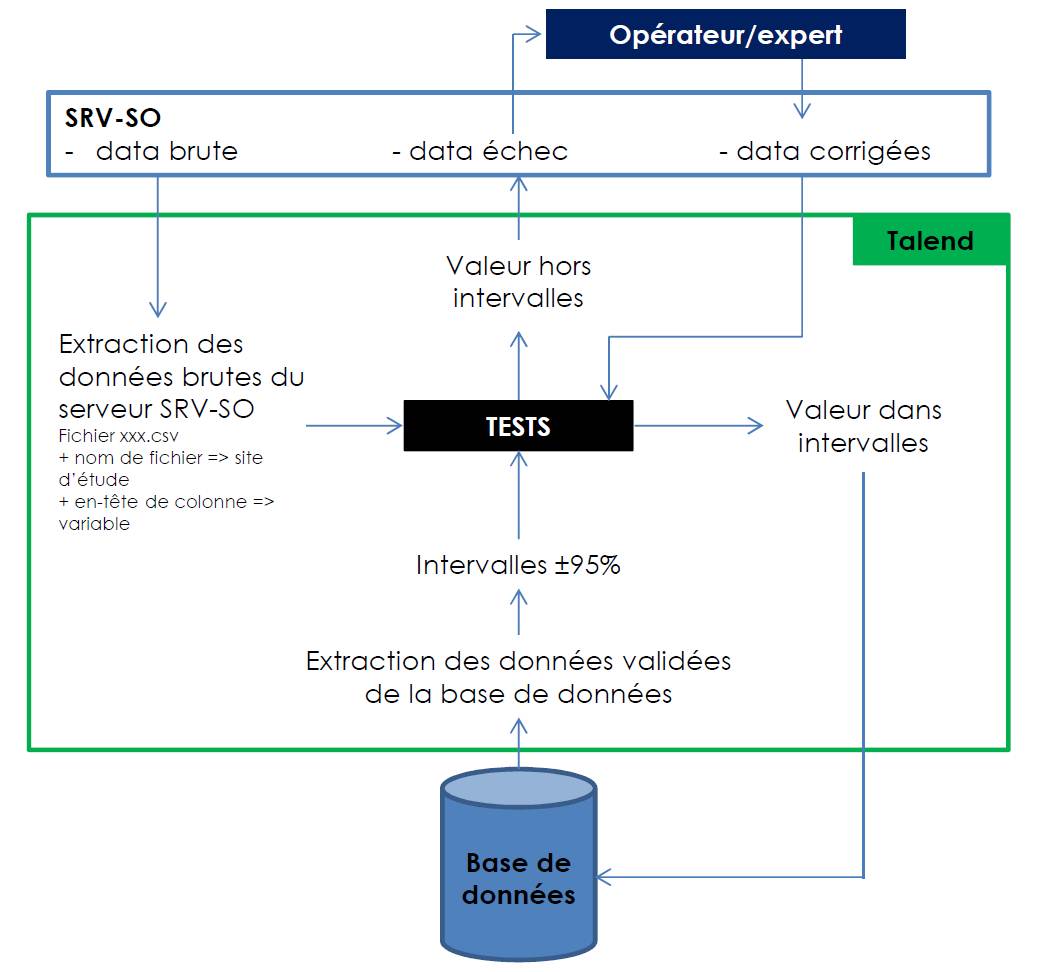 Opérateur/expert
SRV-SO
- data brute
- data échec
- data corrigées
Talend
Valeur hors
intervalles
Extraction des
données brutes du
serveur SRV-SO
Fichier xxx.csv
+ nom de fichier => site
d'étude
+ en-tête de colonne =>
variable
TESTS
Valeur dans
intervalles
Intervalles ±95%
Extraction des données validées
de la base de données
Base de
données